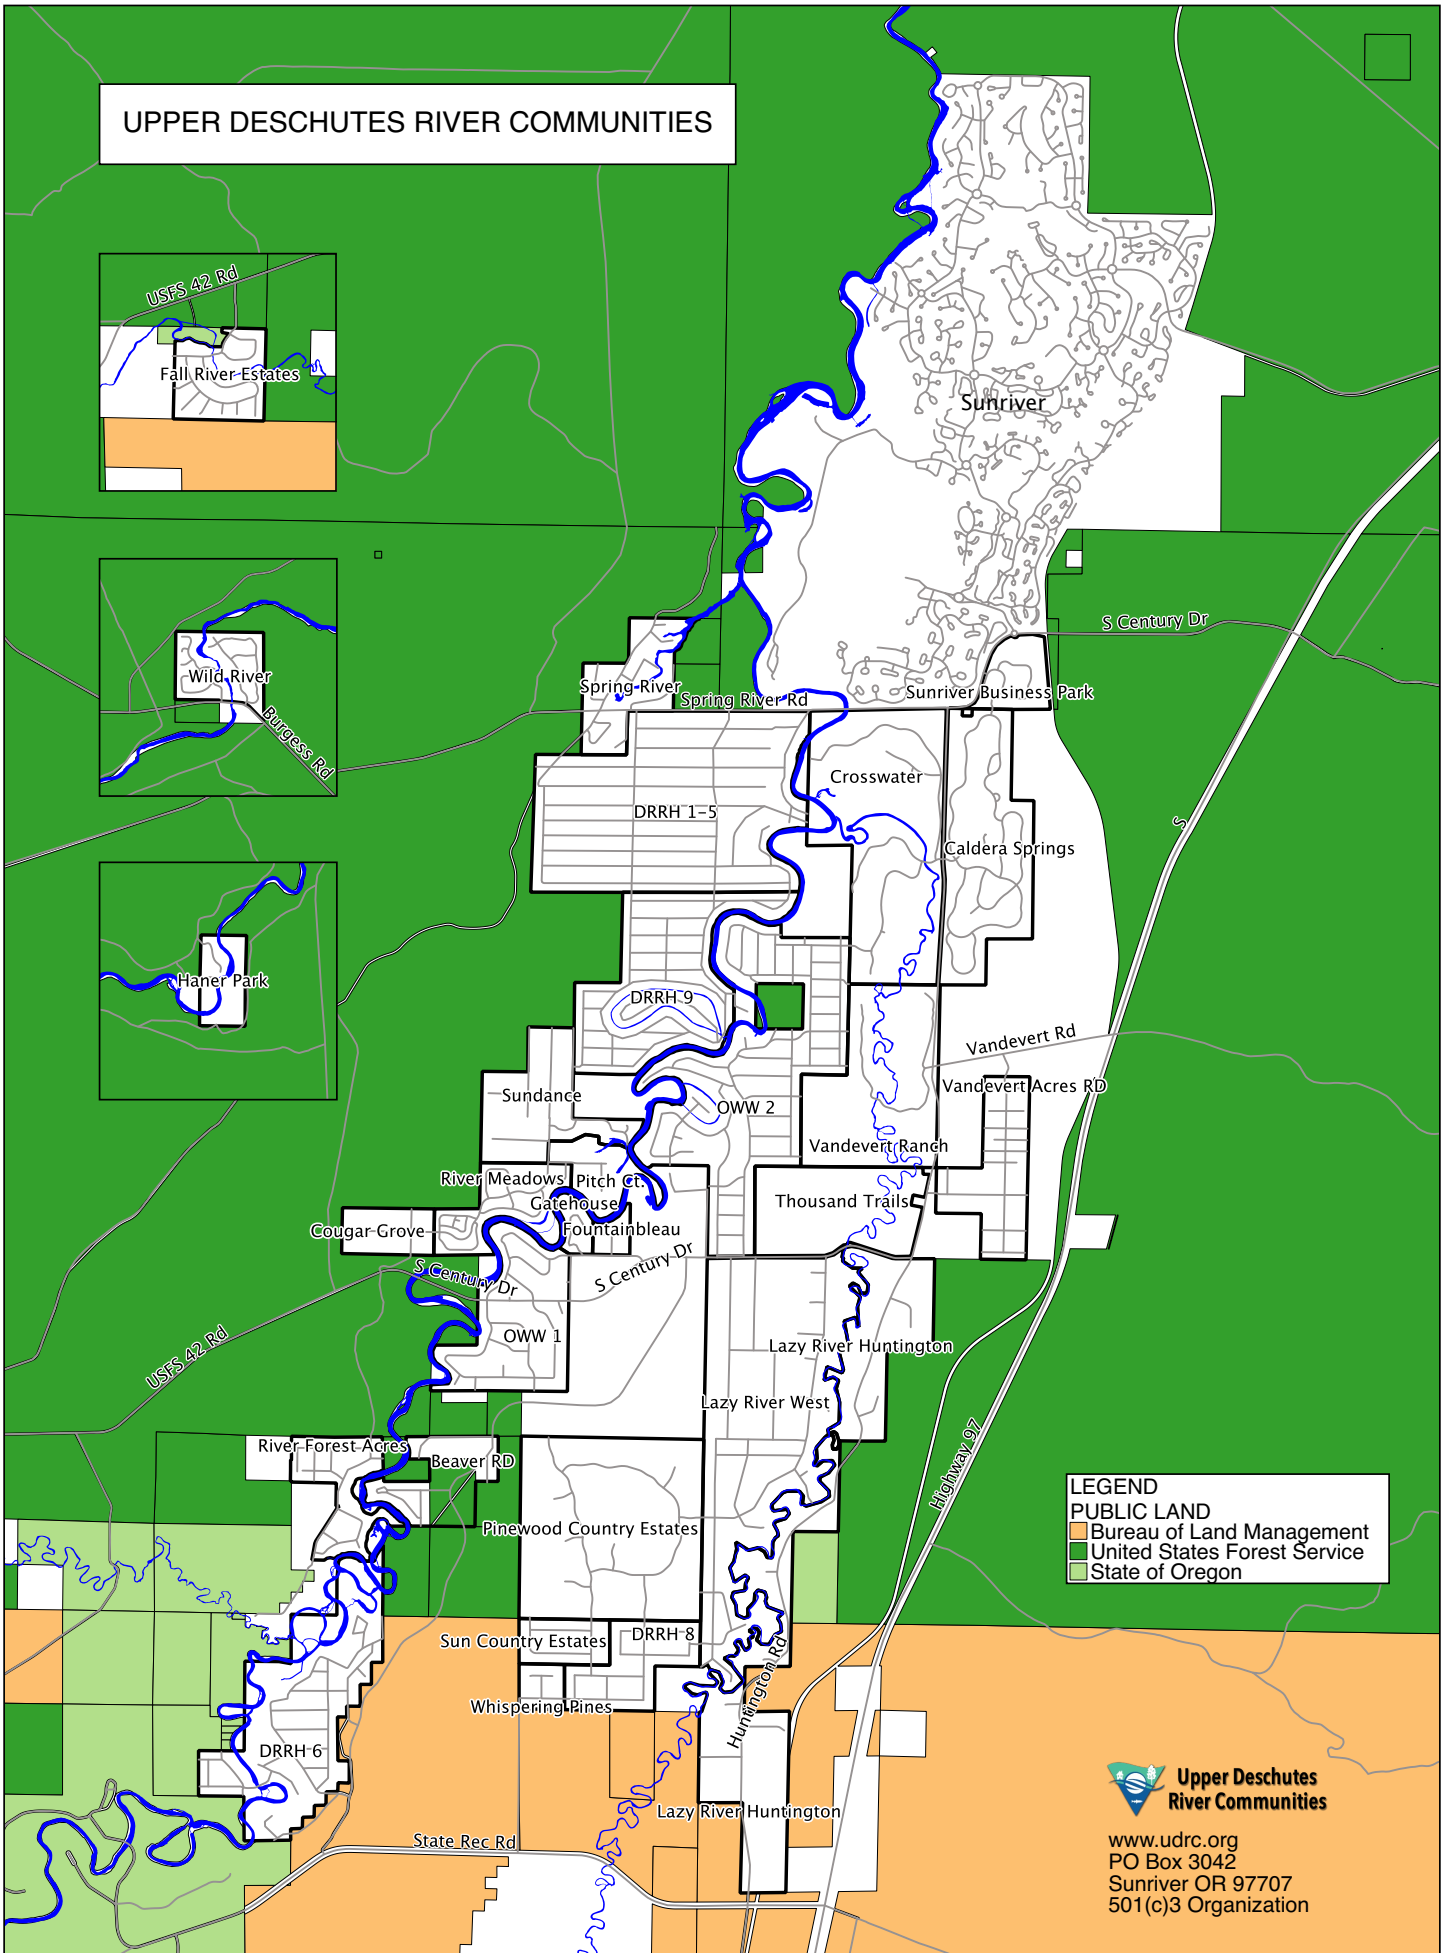 UPPER DESCHUTES RIVER COMMUNITIES
USFS 42 Rd
Fall River Estates
Sunriver
S Century Dr
Wild River
Burgess Rd
Spring River
Spring River Rd
Sunriver Business Park
Crosswater
DRRH 1-5
S
Caldera Springs
Haner Park
DRRH 9
Vandevert Rd
Sundance
OWW 2
Vandevert Acres RD
Vandevert Ranch
River Meadows
Pitch Ct.
Gatehouse
Thousand Trails
Cougar Grove
Fountainbleau
S Century Dr
S Century Dr
OWW 1
USFS 42 Rd
Lazy River Huntington
Lazy River West
River Forest Acres
Beaver RD
Highway 97
Pinewood Country Estates
LEGEND
PUBLIC LAND
Bureau of Land Management
United States Forest Service
State of Oregon
Sun Country Estates
DRRH 8
Huntington Rd
Whispering Pines
DRRH 6
Lazy River Huntington
State Rec Rd
Upper Deschutes
River Communities
www.udrc.org
PO Box 3042
Sunriver OR 97707
501(c)3 Organization